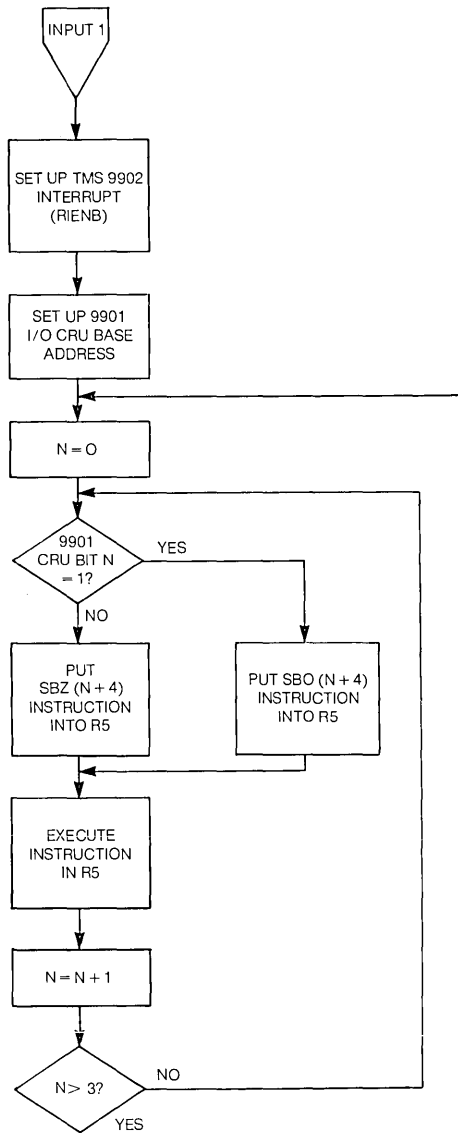 INPUT 1
SET UP TMS 9902
INTERRUPT
(RIENB)
SET UP 9901
I/O CRU BASE
ADDRESS
N = O
9901
CRU BIT N
= 1?
YES
NO
PUT
SBZ (N + 4)
INSTRUCTION
INTO R5
PUT SBO (N + 4)
INSTRUCTION
INTO R5
EXECUTE
INSTRUCTION
IN R5
N = N + 1
N > 3?
NO
YES